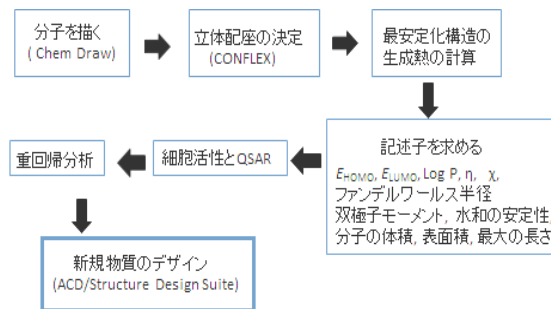 分子を描く
( Chem Draw)
立体配座の決定
(CONFLEX)
最安定化構造の
生成熱の計算
記述子を求める
EHOMO, ELUMO, Log P, η, χ,
ファンデルワールス半径
双極子モーメント, 水和の安定性,
分子の体積, 表面積, 最大の長さ
細胞活性とQSAR
重回帰分析
新規物質のデザイン
(ACD/Structure Design Suite)